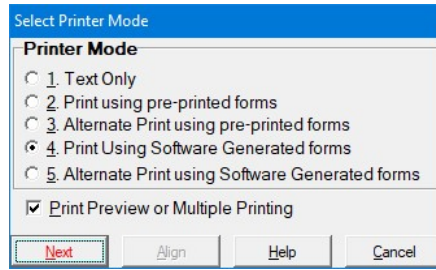 Select Printer Mode
Printer Mode
1. Text Only
2. Print using pre-printed forms
3. Alternate Print using pre-printed forms
4. Print Using Software Generated forms
5. Alternate Print using Software Generated forms
Print Preview or Multiple Printing
Next Align Help Cancel